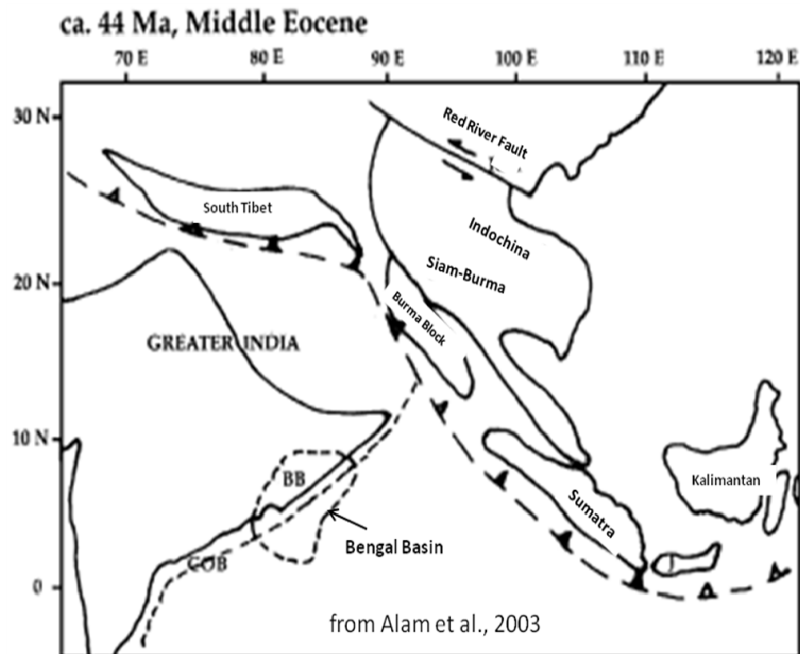 ca. 44 Ma, Middle Eocene
70 E 80 E 90 E 100 E 110 E 120 E
30 N
Red River Fault
South Tibet
Indochina
Siam-Burma
20 N
Burma Block
GREATER INDIA
10 N
BB
Kalimantan
Sumatra
Bengal Basin
COB
0
from Alam et al., 2003